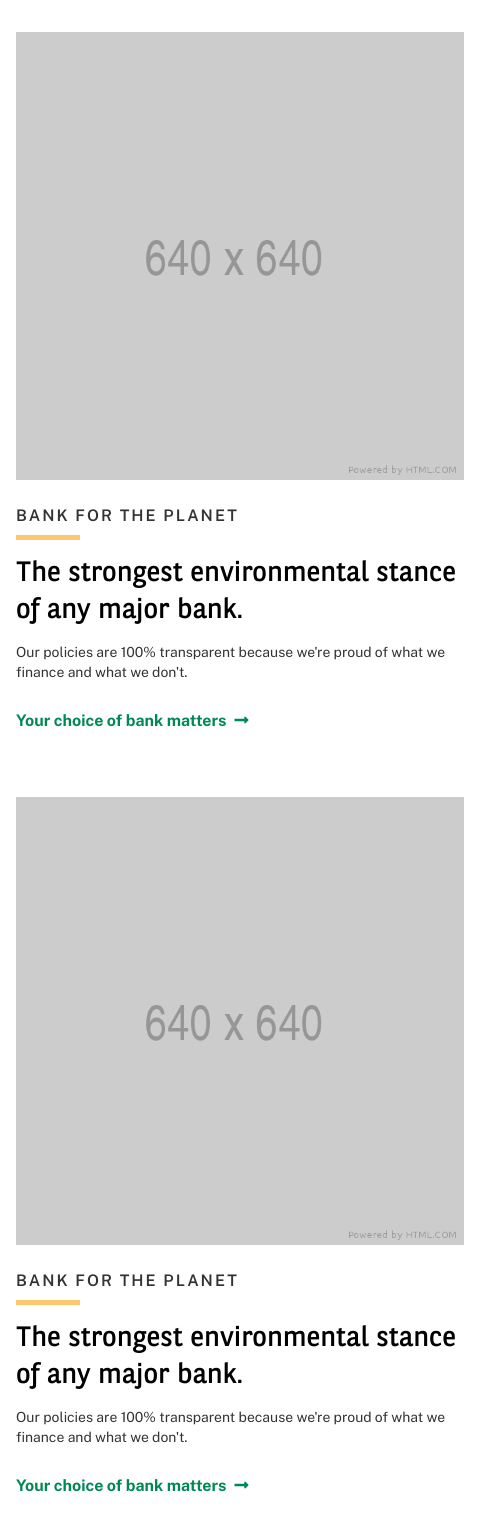 640 x 640
Powered by HTML.COM
BANK FOR THE PLANET
The strongest environmental stance
of any major bank.
Our policies are 100% transparent because we're proud of what we
finance and what we don't.
Your choice of bank matters →
640 x 640
Powered by HTML.COM
BANK FOR THE PLANET
The strongest environmental stance
of any major bank.
Our policies are 100% transparent because we're proud of what we
finance and what we don't.
Your choice of bank matters →